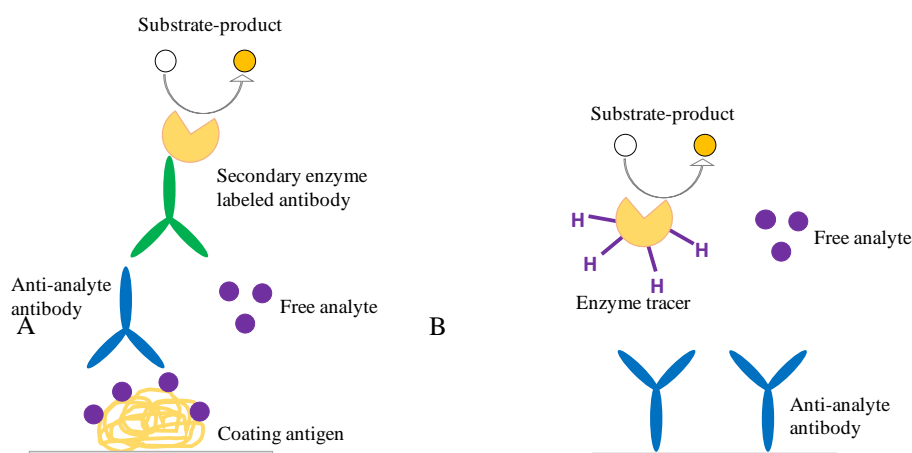 Substrate-product
Secondary enzyme
labeled antibody
Anti-analyte
antibody
Free analyte
A
Coating antigen
Substrate-product
H
H
H
H
Free analyte
Enzyme tracer
B
Anti-analyte
antibody